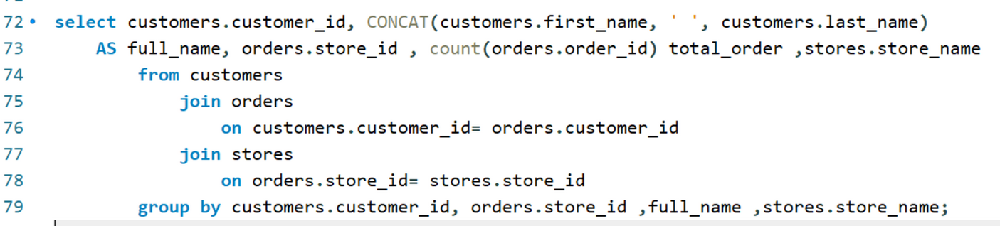 72 select customers.customer_id, CONCAT(customers.first_name, ' ', customers.last_name)
73 AS full_name, orders.store_id , count(orders.order_id) total_order ,stores.store_name
74 from customers
75 join orders
76 on customers.customer_id= orders.customer_id
77 join stores
78 on orders.store_id= stores.store_id
79 group by customers.customer_id, orders.store_id ,full_name ,stores.store_name;